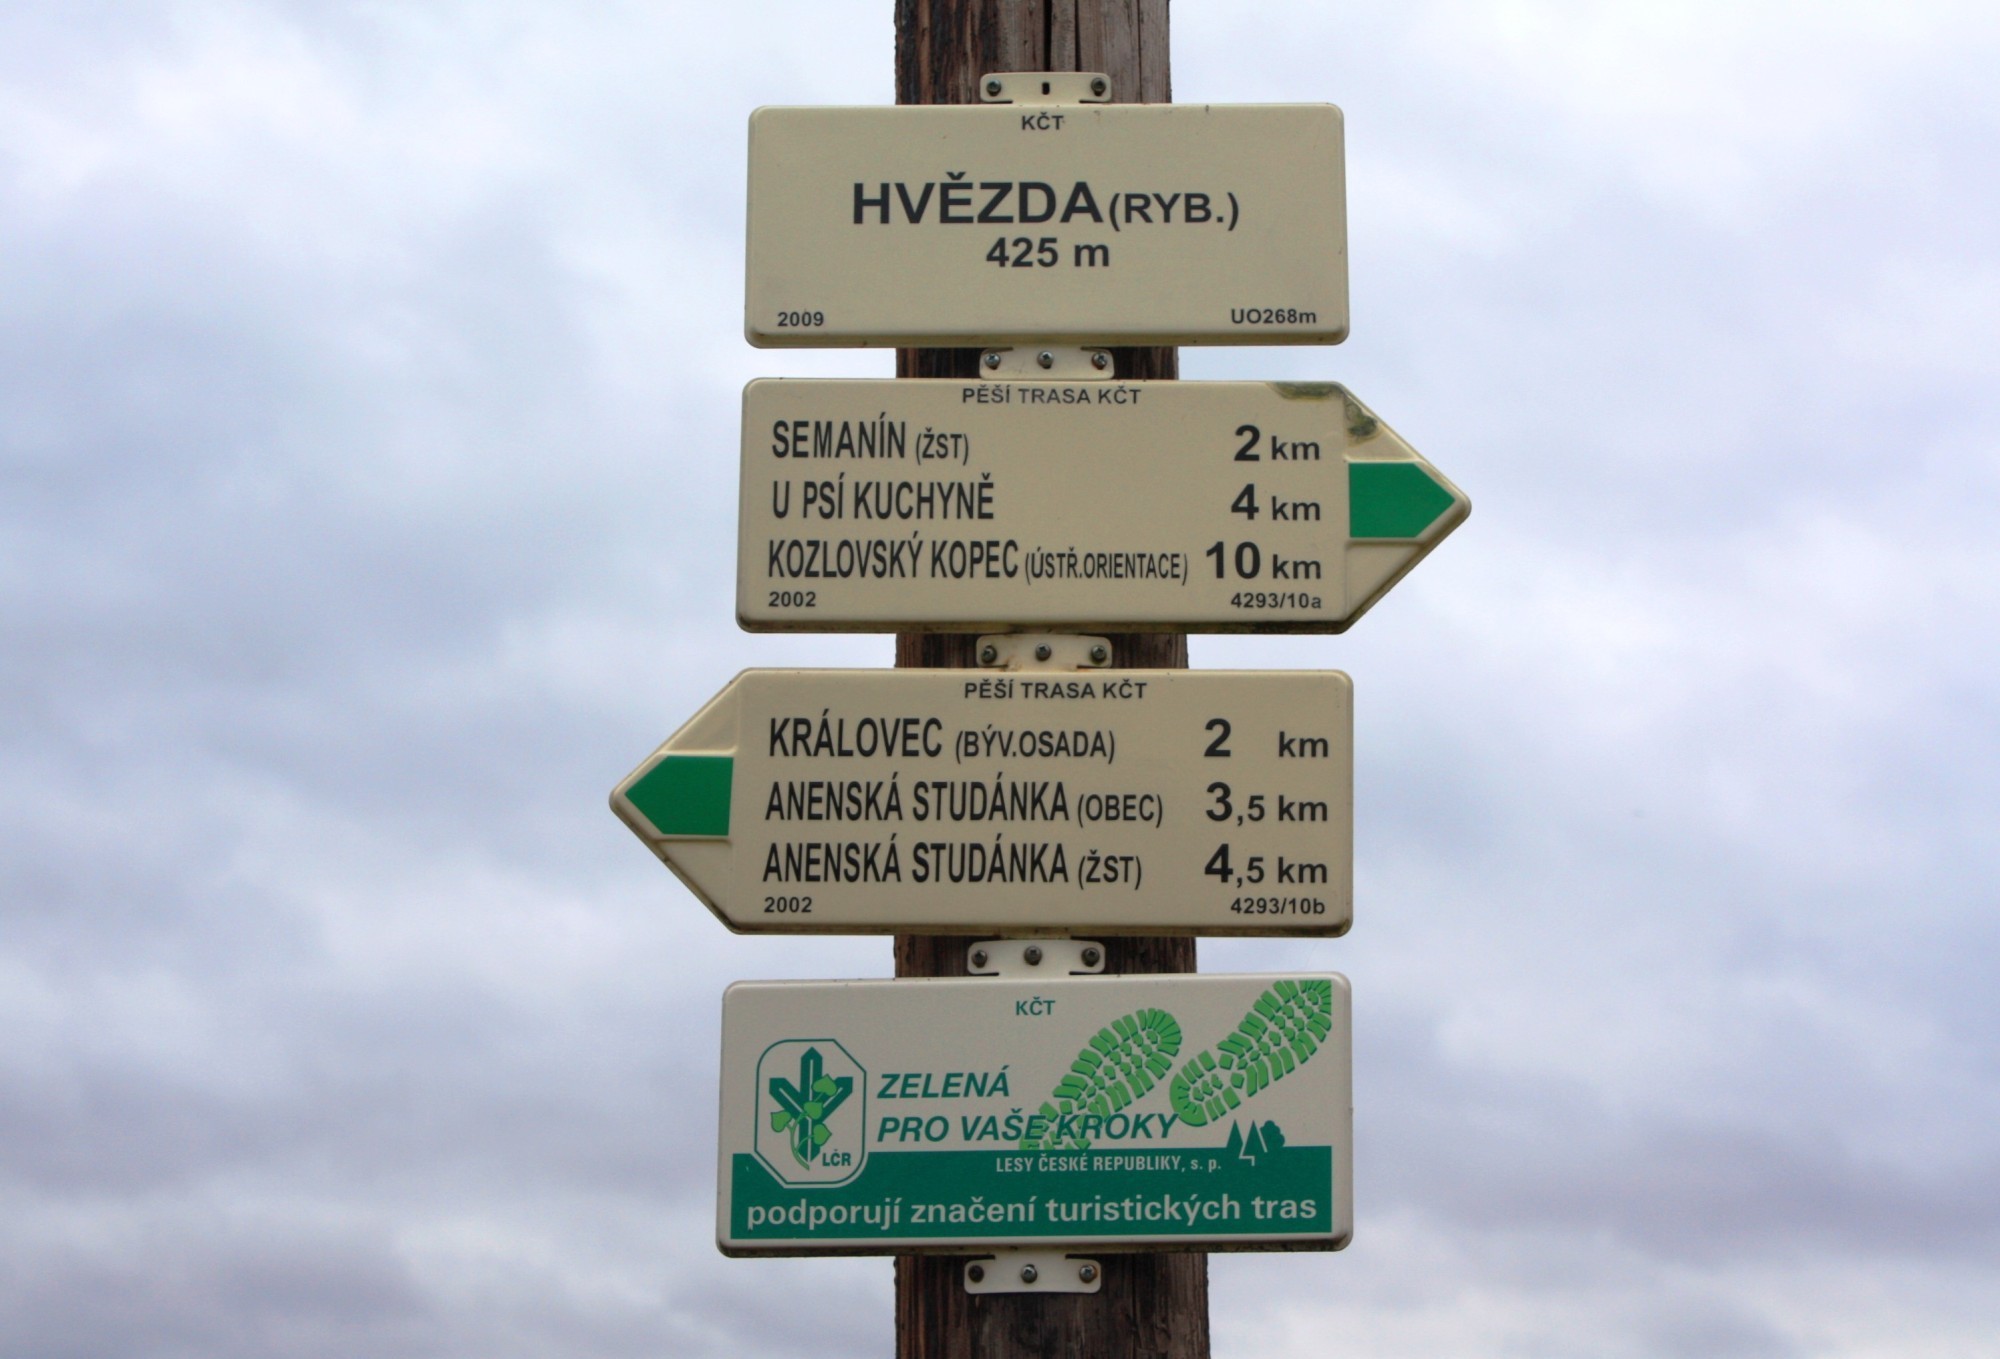 KČT
HVĚZDA (RYB.)
425 m
2009 UO268m
PĚŠÍ TRASA KČT
SEMANÍN (ŽST) 2 km
U PSÍ KUCHYNĚ 4 km
KOZLOVSKÝ KOPEC (ÚSTŘ.ORIENTACE) 10 km
2002 4293/10a
PĚŠÍ TRASA KČT
KRÁLOVEC (BÝV.OSADA) 2 km
ANENSKÁ STUDÁNKA (OBEC) 3,5 km
ANENSKÁ STUDÁNKA (ŽST) 4,5 km
2002 4293/10b
KČT
ZELENÁ
PRO VAŠE KROKY
LČR
LESY ČESKÉ REPUBLIKY, s. p.
podporují značení turistických tras